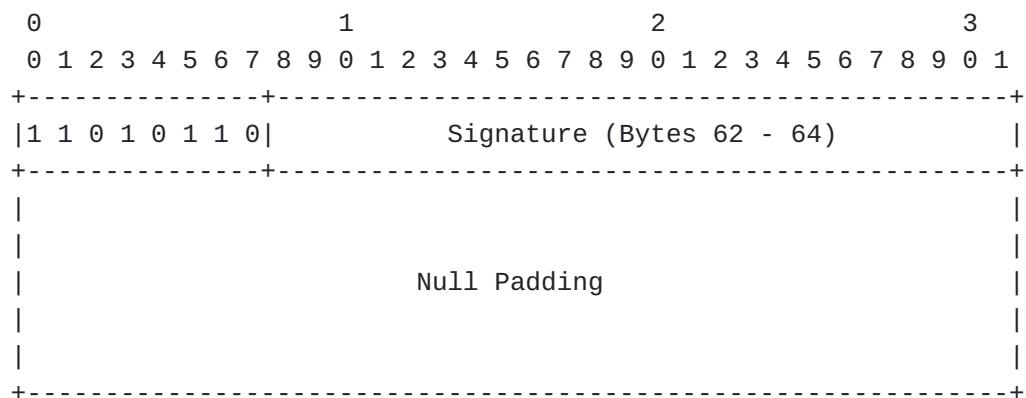 0                   1                   2                   3
 0 1 2 3 4 5 6 7 8 9 0 1 2 3 4 5 6 7 8 9 0 1 2 3 4 5 6 7 8 9 0 1
+---------------+-----------------------------------------------+
|1 1 0 1 0 1 1 0|           Signature (Bytes 62 - 64)           |
+---------------+-----------------------------------------------+
|                                                               |
|                                                               |
|                         Null Padding                          |
|                                                               |
|                                                               |
+---------------------------------------------------------------+